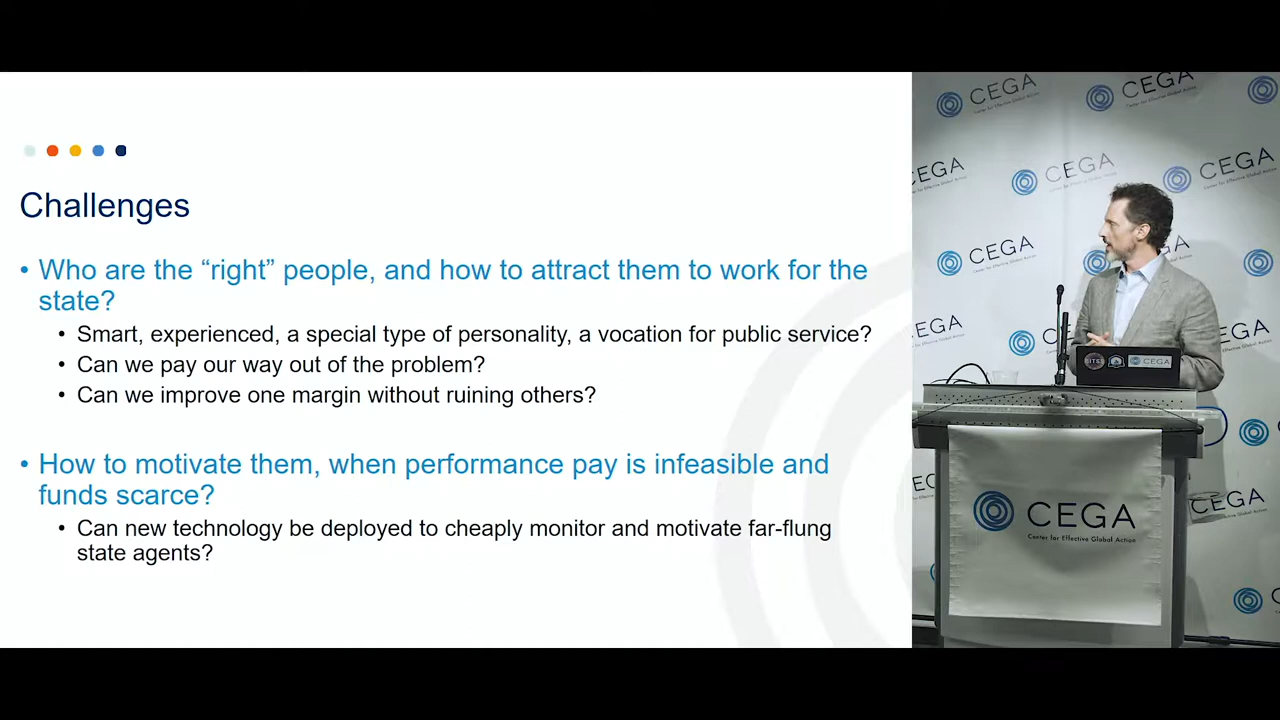 Challenges
• Who are the “right” people, and how to attract them to work for the
state?
• Smart, experienced, a special type of personality, a vocation for public service?
• Can we pay our way out of the problem?
• Can we improve one margin without ruining others?
• How to motivate them, when performance pay is infeasible and
funds scarce?
• Can new technology be deployed to cheaply monitor and motivate far-flung
state agents?
CEGA
CEGA
CEGA
CEGA
CEGA
CEGA
CEGA
CEGA
BITSS
CEGA
CEGA
CEGA
Center for Effective Global Action